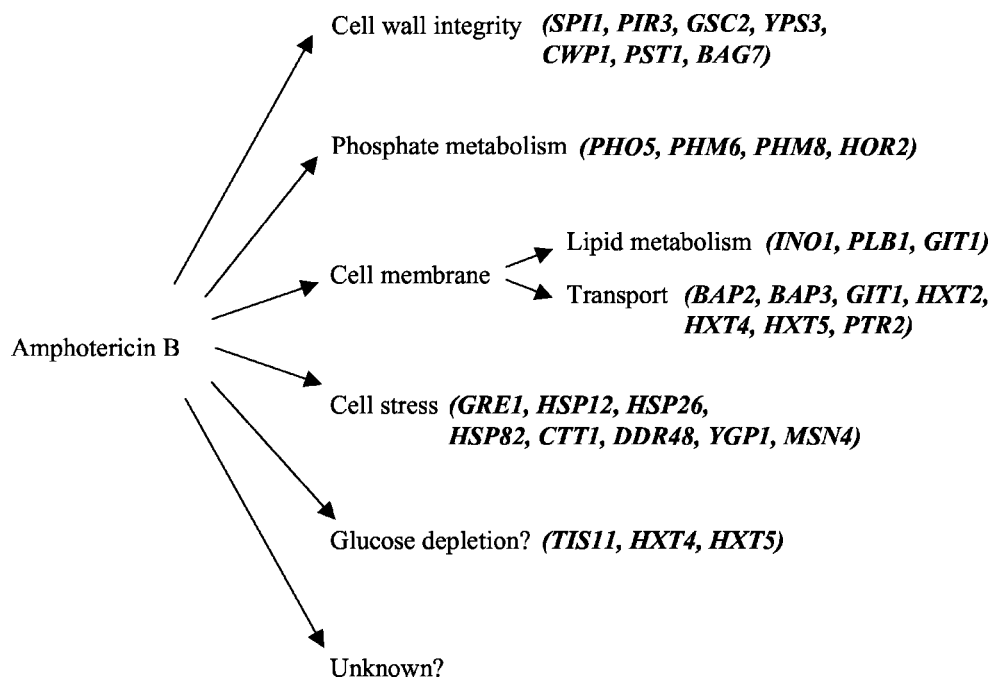 Cell wall integrity (SPI1, PIR3, GSC2, YPS3,
CWP1, PST1, BAG7)
Phosphate metabolism (PHO5, PHM6, PHM8, HOR2)
Lipid metabolism (INO1, PLB1, GIT1)
Cell membrane
Transport (BAP2, BAP3, GIT1, HXT2,
HXT4, HXT5, PTR2)
Amphotericin B
Cell stress (GRE1, HSP12, HSP26,
HSP82, CTT1, DDR48, YGP1, MSN4)
Glucose depletion? (TIS11, HXT4, HXT5)
Unknown?